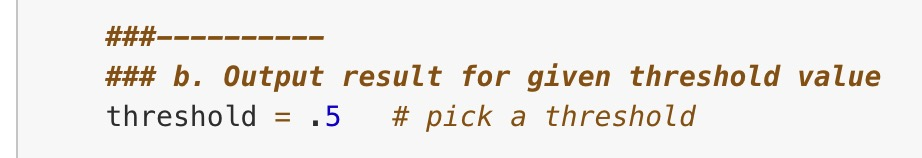 ###----------
### b. Output result for given threshold value
threshold = .5   # pick a threshold